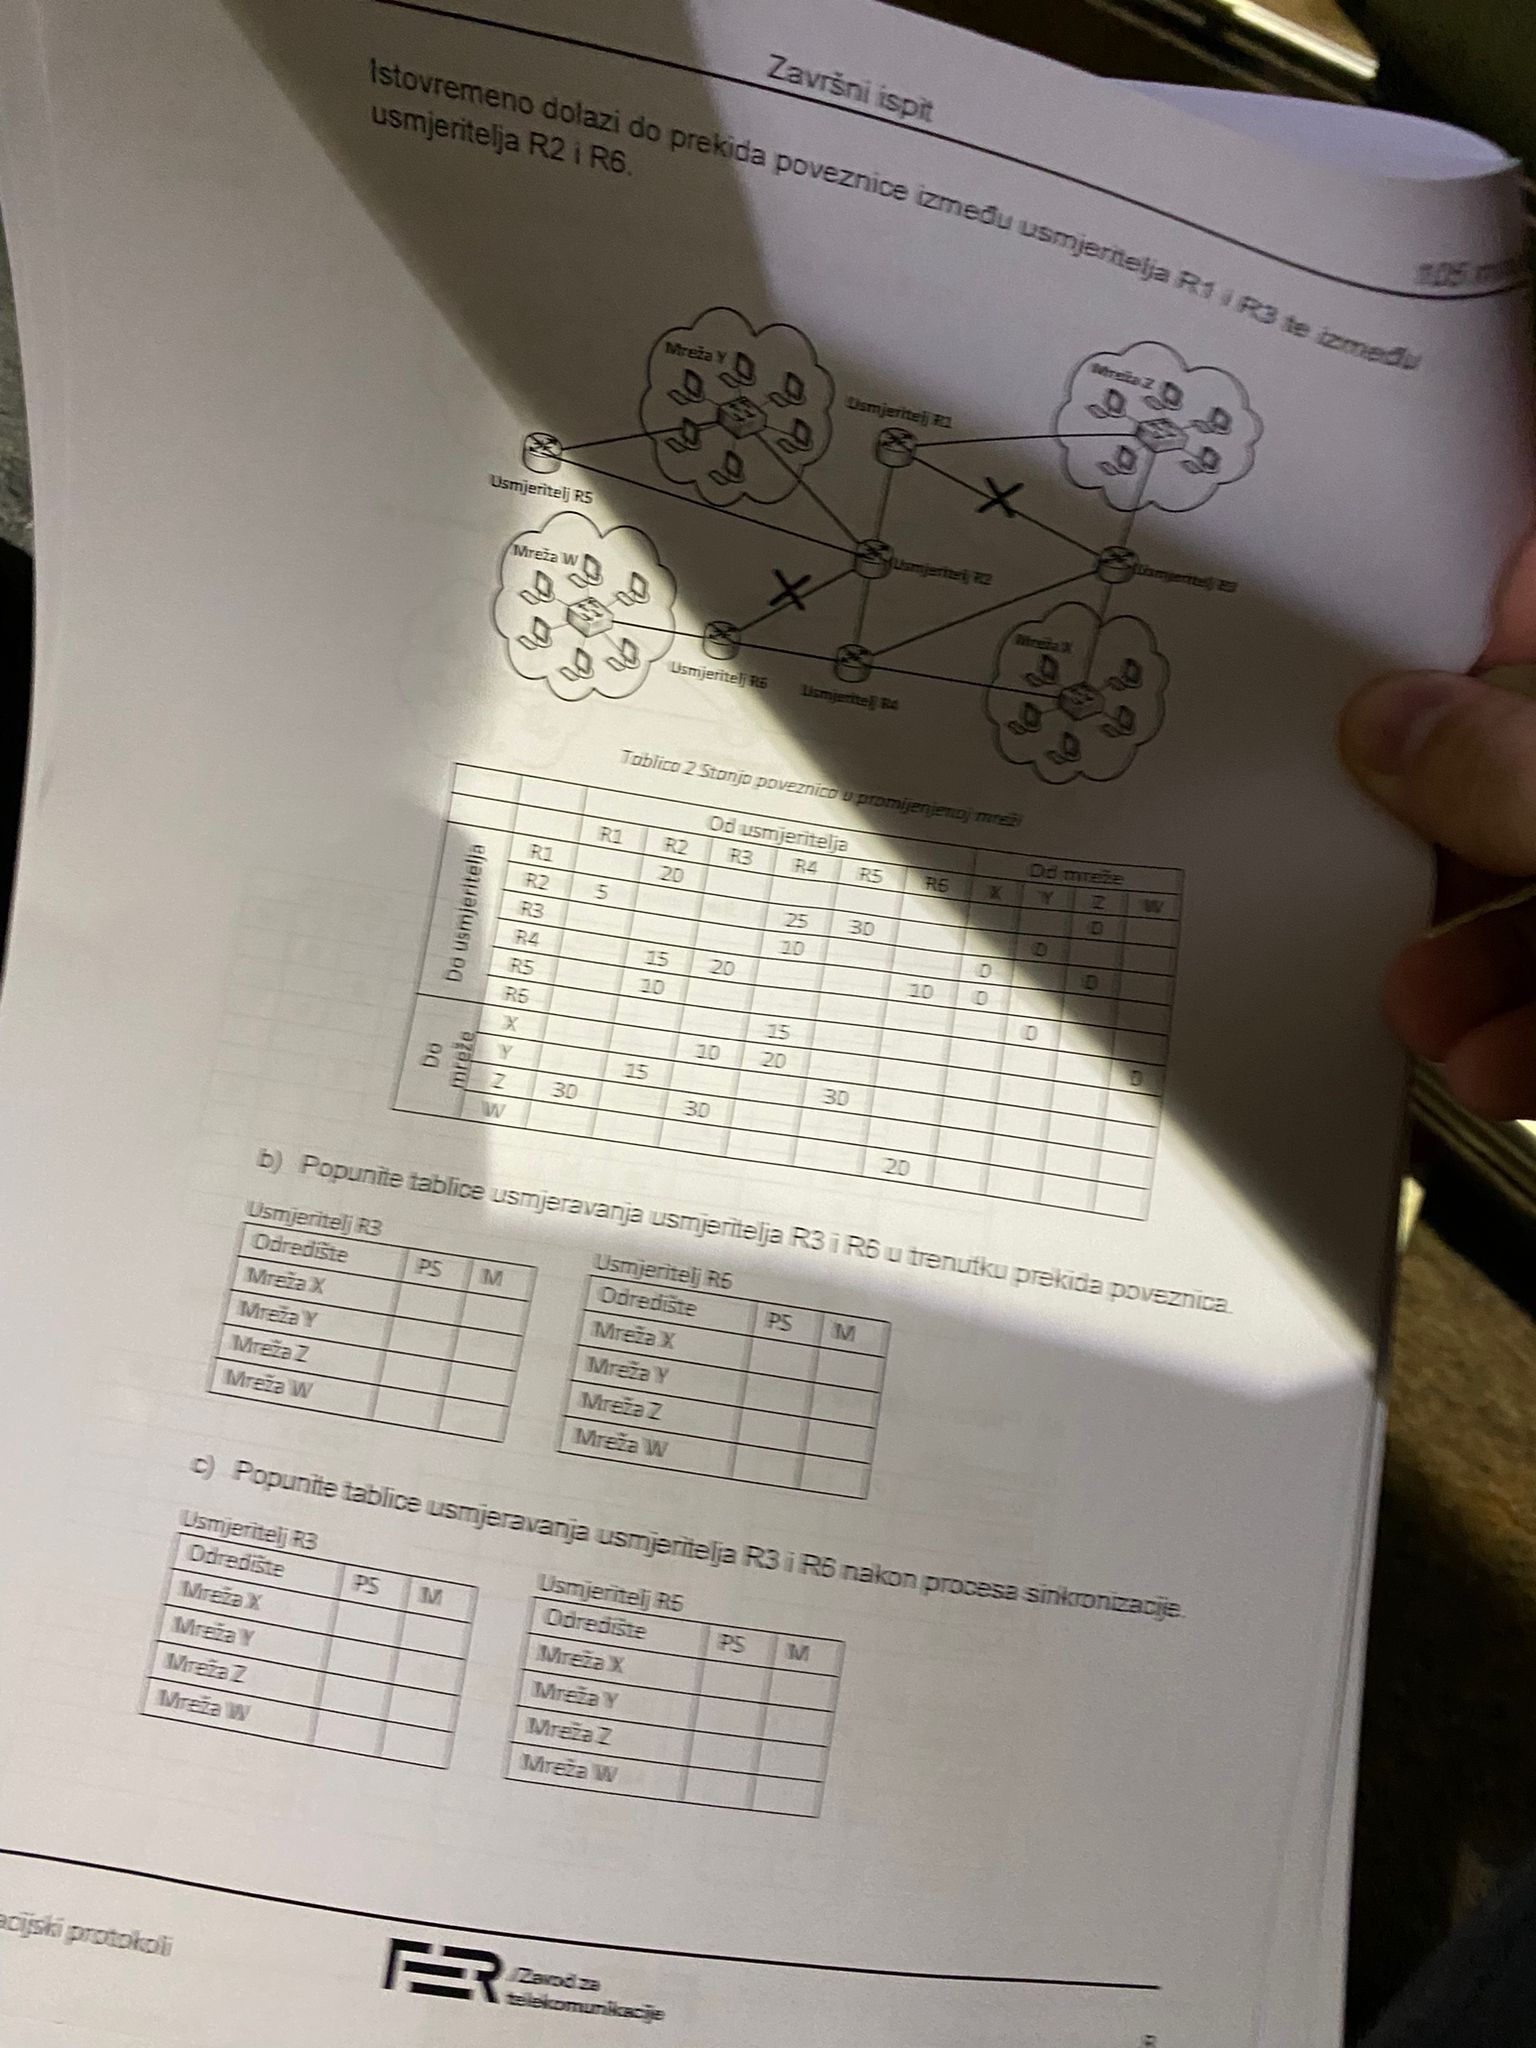 Završni ispit
Istovremeno dolazi do prekida poveznice između usmjeritelja R1 i R3 te između
usmjeritelja R2 i R6.
Mreža Y
Usmjeritelj R1
Mreža Z
Usmjeritelj R5
Mreža W
Usmjeritelj R2
Usmjeritelj R3
Usmjeritelj R6
Usmjeritelj R4
Mreža X
Tablica 2 Stanja poveznica u promijenjenoj mreži
Od usmjeritelja Od mreže
R1 R2 R3 R4 R5 R6 X Y Z W
Do usmjeritelja
R1 20 0
R2 5 25 30 0
R3 10 0 0
R4 15 20 10 0
R5 10 0
R6 15 0
Do mreže
X 10 20
Y 15 30
Z 30 30
W 20
b) Popunite tablice usmjeravanja usmjeritelja R3 i R6 u trenutku prekida poveznica.
Usmjeritelj R3
Odredište PS M
Mreža X
Mreža Y
Mreža Z
Mreža W
Usmjeritelj R6
Odredište PS M
Mreža X
Mreža Y
Mreža Z
Mreža W
c) Popunite tablice usmjeravanja usmjeritelja R3 i R6 nakon procesa sinkronizacije.
Usmjeritelj R3
Odredište PS M
Mreža X
Mreža Y
Mreža Z
Mreža W
Usmjeritelj R6
Odredište PS M
Mreža X
Mreža Y
Mreža Z
Mreža W
protokoli
FER /Zavod za
telekomunikacije